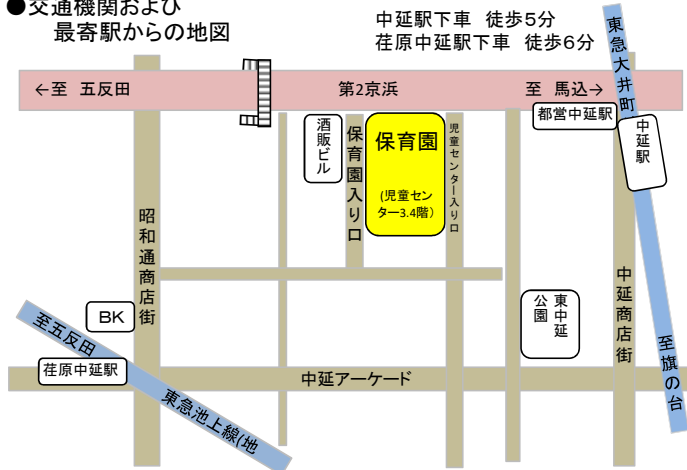 ●交通機関および
最寄駅からの地図
中延駅下車 徒歩5分
荏原中延駅下車 徒歩6分
東急大井町
←至 五反田
第2京浜
至 馬込→
都営中延駅
中延駅
酒販ビル
保育園入り口
保育園
(児童セン
ター3.4階)
児童センター入り口
昭和通商店街
BK
至五反田
荏原中延駅
東急池上線(地
中延アーケード
東中延
公園
中延商店街
至旗の台